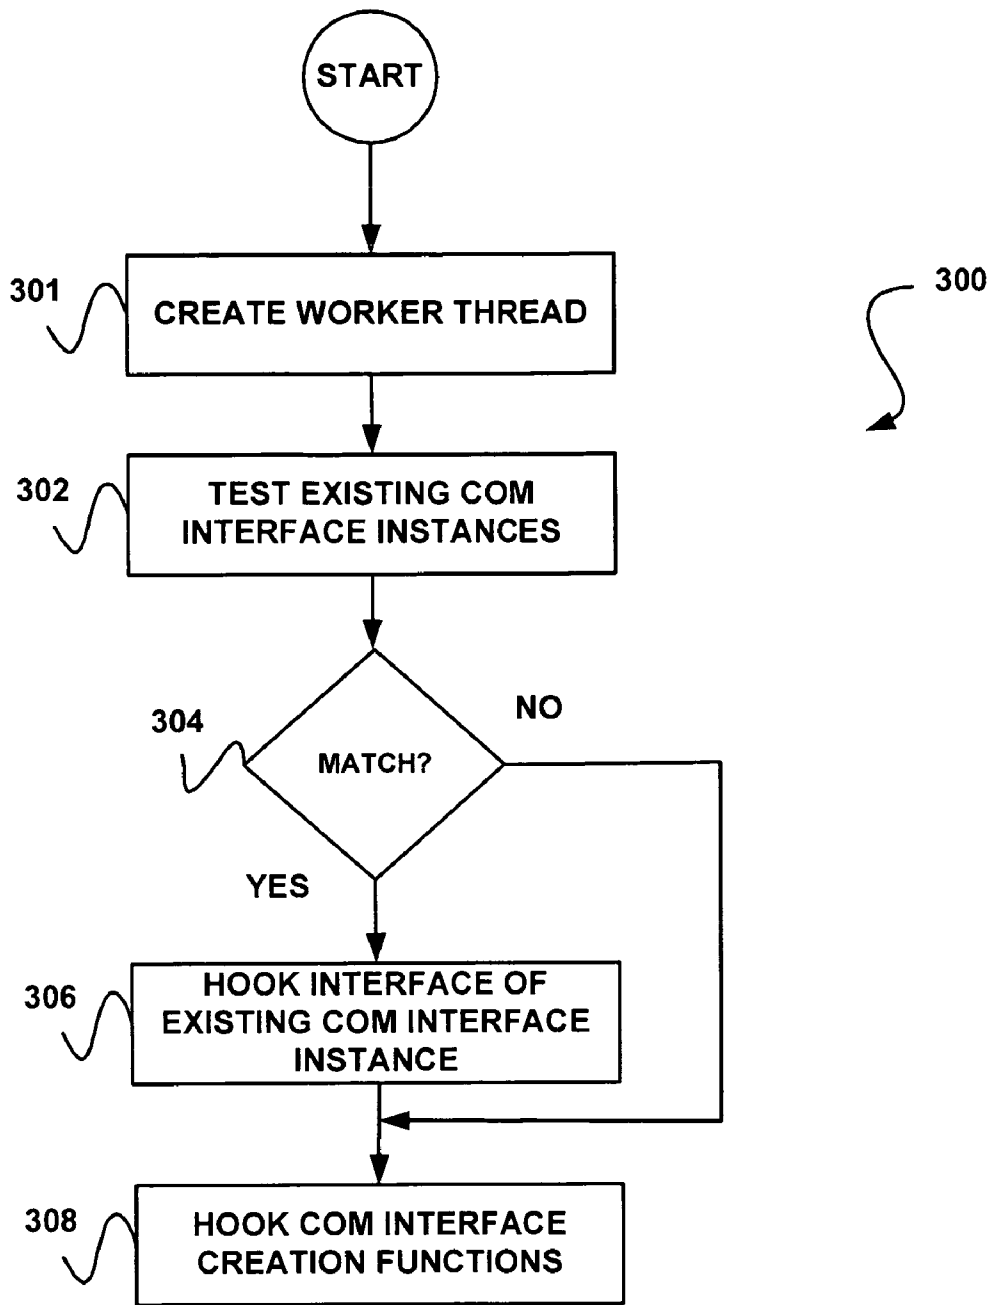 START
301
CREATE WORKER THREAD
300
302
TEST EXISTING COM
INTERFACE INSTANCES
304
MATCH?
NO
YES
306
HOOK INTERFACE OF
EXISTING COM INTERFACE
INSTANCE
308
HOOK COM INTERFACE
CREATION FUNCTIONS